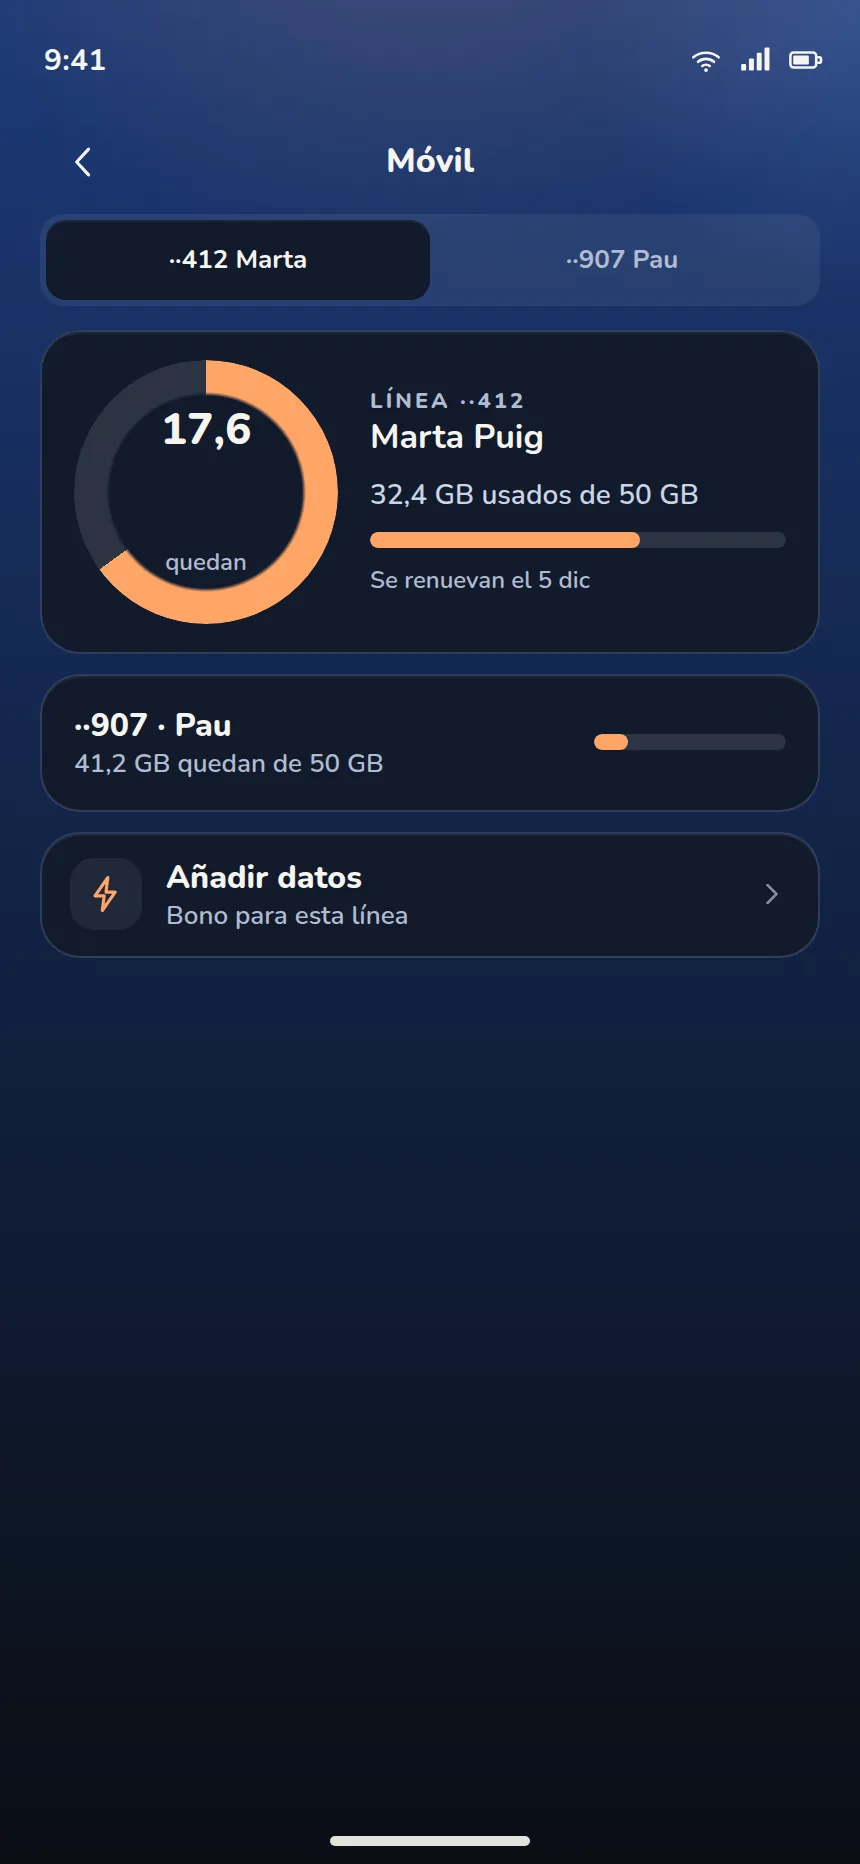 9:41
Móvil
··412 Marta
··907 Pau
17,6
quedan
LÍNEA ··412
Marta Puig
32,4 GB usados de 50 GB
Se renuevan el 5 dic
··907 · Pau
41,2 GB quedan de 50 GB
Añadir datos
Bono para esta línea